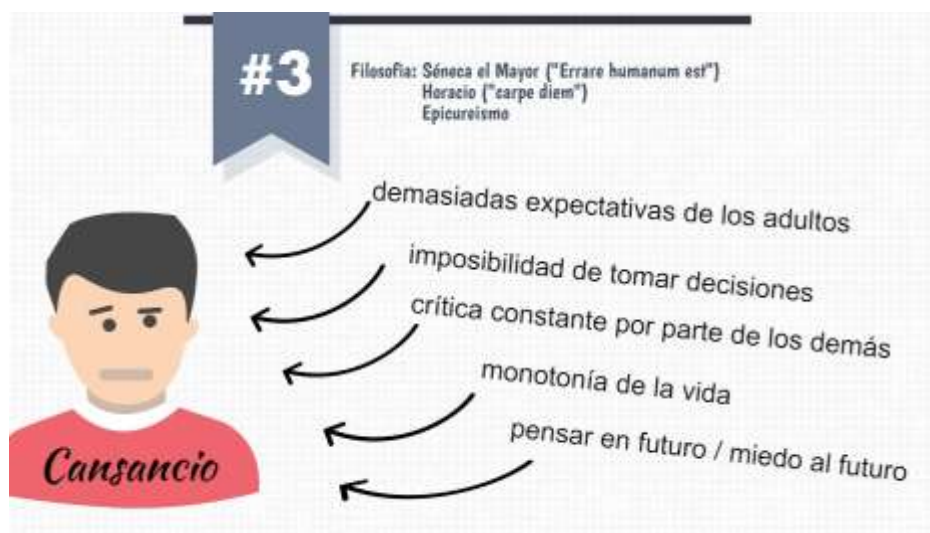 #3
Filosofía: Séneca el Mayor ("Errare humanum est")
Horacio ("carpe diem")
Epicureismo
demasiadas expectativas de los adultos
imposibilidad de tomar decisiones
crítica constante por parte de los demás
monotonía de la vida
pensar en futuro / miedo al futuro
Cansancio